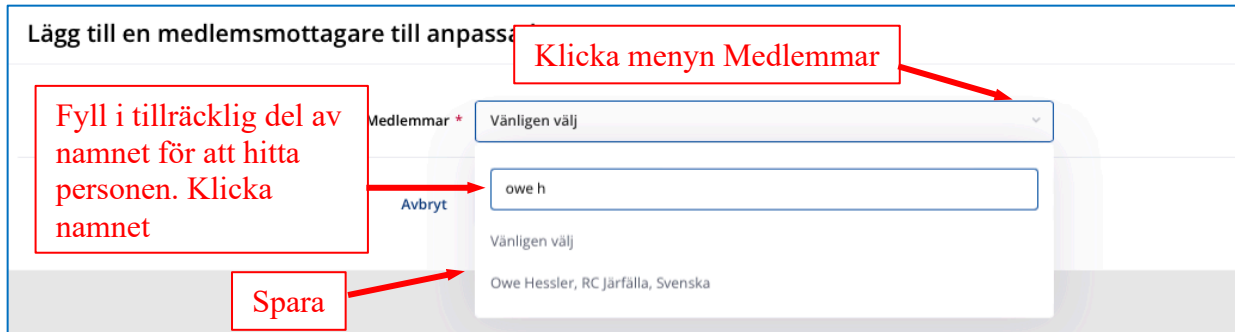 Lägg till en medlemsmottagare till anpassa
Klicka menyn Medlemmar
Fyll i tillräcklig del av
namnet för att hitta
personen. Klicka
namnet
Medlemmar *
Vänligen välj
owe h
Avbryt
Vänligen välj
Owe Hessler, RC Järfälla, Svenska
Spara